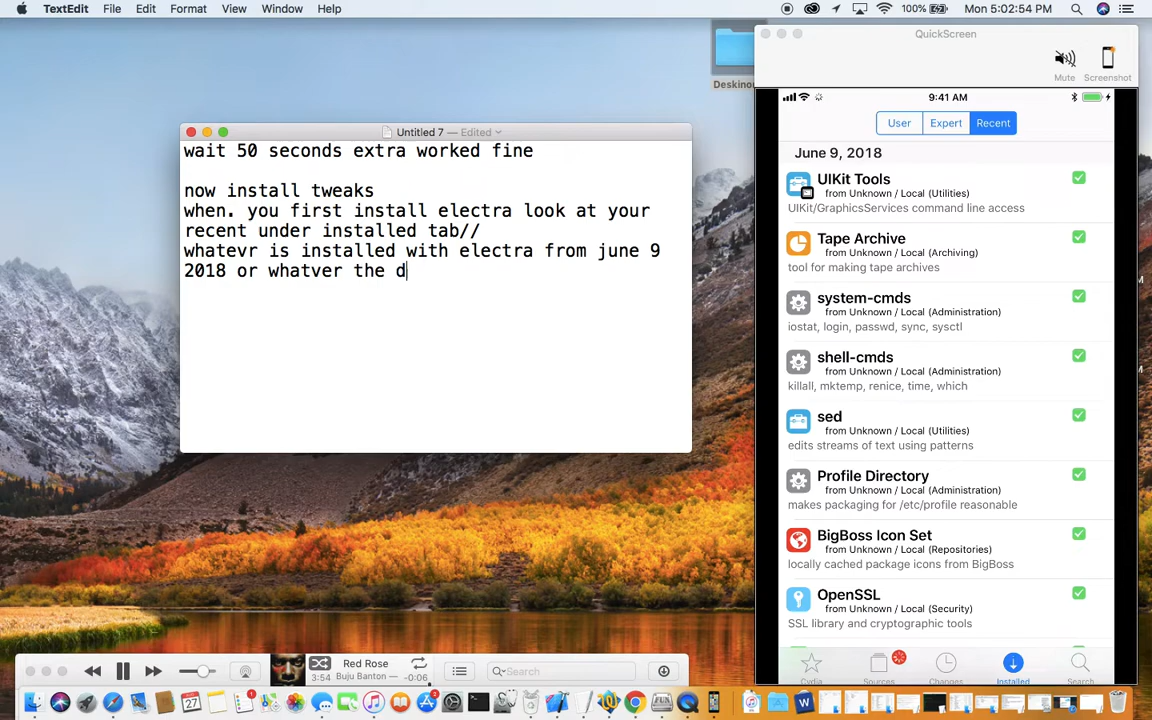 TextEdit File Edit Format View Window Help
100% Mon 5:02:54 PM
Deskinor
QuickScreen
Mute Screenshot
Untitled 7 — Edited
wait 50 seconds extra worked fine
now install tweaks
when. you first install electra look at your
recent under installed tab//
whatevr is installed with electra from june 9
2018 or whatver the d
9:41 AM
User Expert Recent
June 9, 2018
UIKit Tools
from Unknown / Local (Utilities)
UIKit/GraphicsServices command line access
Tape Archive
from Unknown / Local (Archiving)
tool for making tape archives
system-cmds
from Unknown / Local (Administration)
iostat, login, passwd, sync, sysctl
shell-cmds
from Unknown / Local (Administration)
killall, mktemp, renice, time, which
sed
from Unknown / Local (Utilities)
edits streams of text using patterns
Profile Directory
from Unknown / Local (Administration)
makes packaging for /etc/profile reasonable
BigBoss Icon Set
from Unknown / Local (Repositories)
locally cached package icons from BigBoss
OpenSSL
from Unknown / Local (Security)
SSL library and cryptographic tools
Cydia Sources Changes Installed Search
Red Rose
3:54 Buju Banton — -0:06
Search